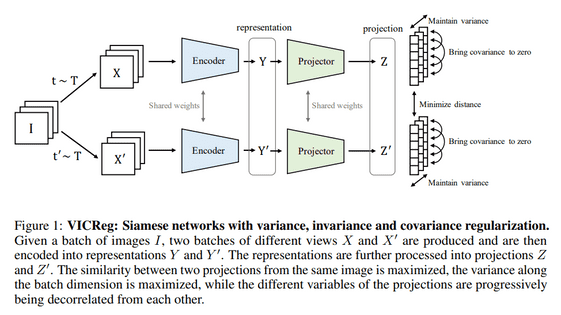 representation
projection
Maintain variance
t ~ T
X
Encoder
Y
Projector
Z
Bring covariance to zero
I
Shared weights
Shared weights
Minimize distance
t′ ~ T
X′
Encoder
Y′
Projector
Z′
Bring covariance to zero
Maintain variance
Figure 1: VICReg: Siamese networks with variance, invariance and covariance regularization.
Given a batch of images I, two batches of different views X and X′ are produced and are then
encoded into representations Y and Y′. The representations are further processed into projections Z
and Z′. The similarity between two projections from the same image is maximized, the variance along
the batch dimension is maximized, while the different variables of the projections are progressively
being decorrelated from each other.